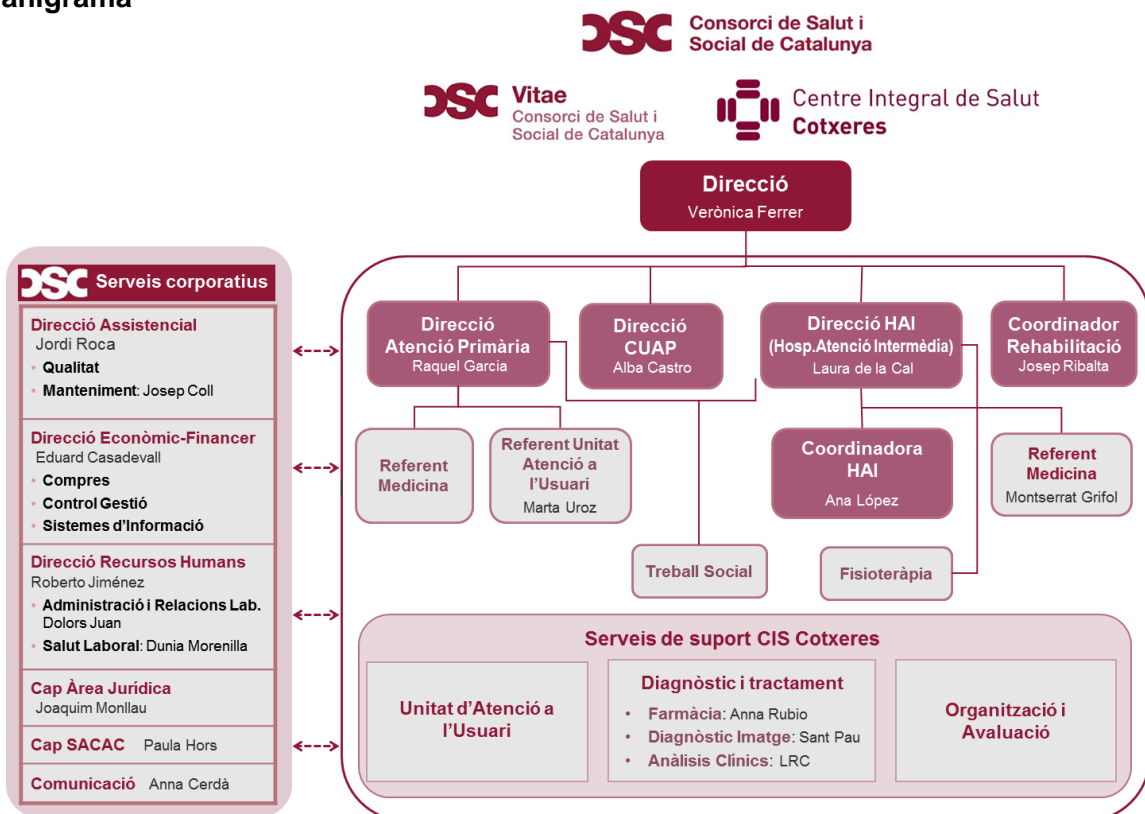 anigrama
CSC Consorci de Salut i
Social de Catalunya
CSC Vitae
Consorci de Salut i
Social de Catalunya
Centre Integral de Salut
Cotxeres
Direcció
Verònica Ferrer
CSC Serveis corporatius
Direcció Assistencial
Jordi Roca
• Qualitat
• Manteniment: Josep Coll
Direcció Econòmic-Financer
Eduard Casadevall
• Compres
• Control Gestió
• Sistemes d'Informació
Direcció Recursos Humans
Roberto Jiménez
• Administració i Relacions Lab.
Dolors Juan
• Salut Laboral: Dunia Morenilla
Cap Àrea Jurídica
Joaquim Monllau
Cap SACAC Paula Hors
Comunicació Anna Cerdà
Direcció
Atenció Primària
Raquel Garcia
Direcció
CUAP
Alba Castro
Direcció HAI
(Hosp.Atenció Intermèdia)
Laura de la Cal
Coordinador
Rehabilitació
Josep Ribalta
Referent
Medicina
Referent Unitat
Atenció a
l'Usuari
Marta Uroz
Coordinadora
HAI
Ana López
Referent
Medicina
Montserrat Grifol
Treball Social
Fisioteràpia
Serveis de suport CIS Cotxeres
Unitat d'Atenció a
l'Usuari
Diagnòstic i tractament
• Farmàcia: Anna Rubio
• Diagnòstic Imatge: Sant Pau
• Anàlisis Clínics: LRC
Organització i
Avaluació